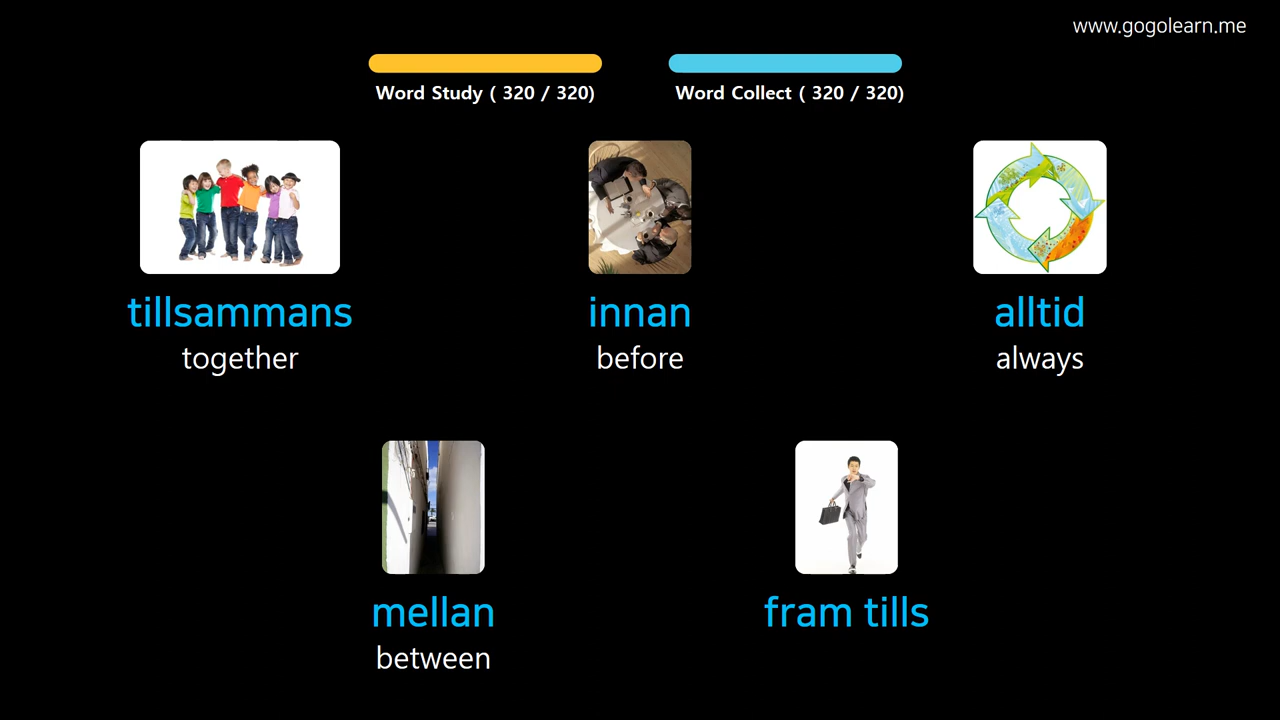 www.gogolearn.me
Word Study ( 320 / 320)
Word Collect ( 320 / 320)
tillsammans
together
innan
before
alltid
always
mellan
between
fram tills